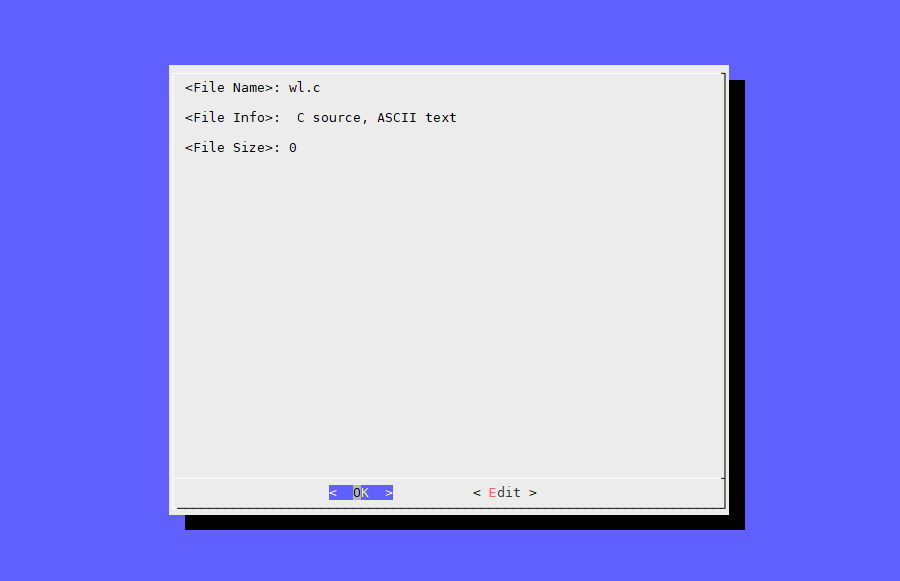 <File Name>: wl.c
<File Info>:  C source, ASCII text
<File Size>: 0
<  OK  > < Edit >